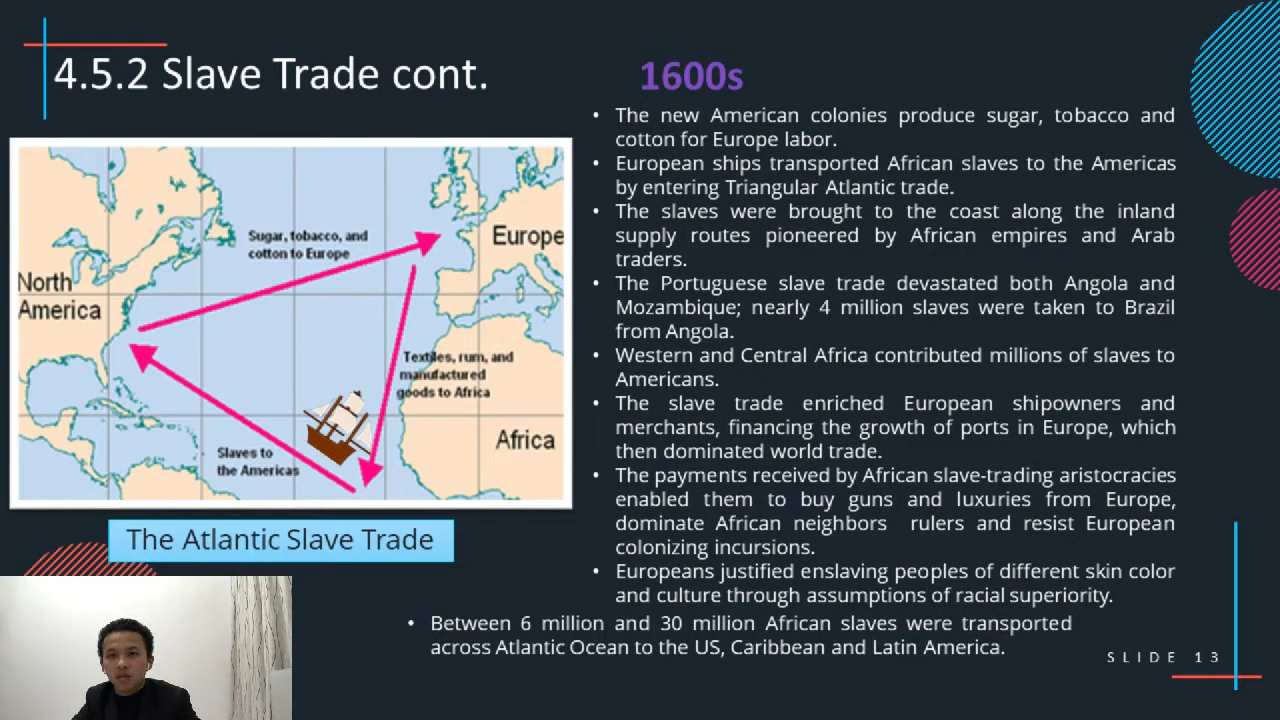 4.5.2 Slave Trade cont.
1600s
Sugar, tobacco, and
cotton to Europe
Europe
North
America
Textiles, rum, and
manufactured
goods to Africa
Africa
Slaves to
the Americas
The Atlantic Slave Trade
• The new American colonies produce sugar, tobacco and
cotton for Europe labor.
• European ships transported African slaves to the Americas
by entering Triangular Atlantic trade.
• The slaves were brought to the coast along the inland
supply routes pioneered by African empires and Arab
traders.
• The Portuguese slave trade devastated both Angola and
Mozambique; nearly 4 million slaves were taken to Brazil
from Angola.
• Western and Central Africa contributed millions of slaves to
Americans.
• The slave trade enriched European shipowners and
merchants, financing the growth of ports in Europe, which
then dominated world trade.
• The payments received by African slave-trading aristocracies
enabled them to buy guns and luxuries from Europe,
dominate African neighbors rulers and resist European
colonizing incursions.
• Europeans justified enslaving peoples of different skin color
and culture through assumptions of racial superiority.
• Between 6 million and 30 million African slaves were transported
across Atlantic Ocean to the US, Caribbean and Latin America.
SLIDE 13